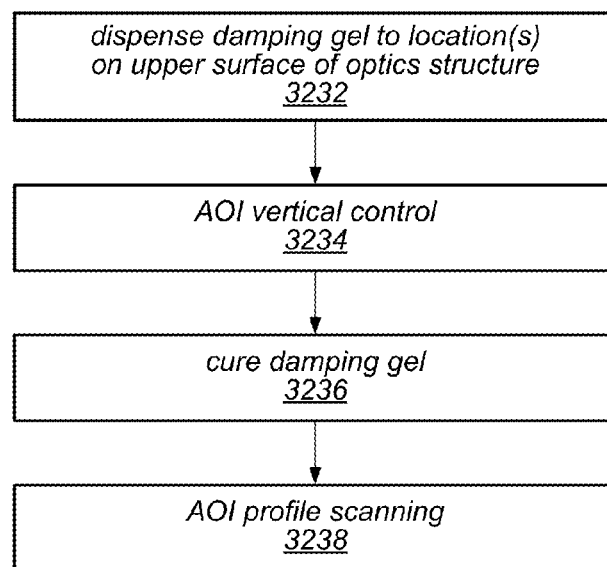 dispense damping gel to location(s)
on upper surface of optics structure
3232
AOI vertical control
3234
cure damping gel
3236
AOI profile scanning
3238